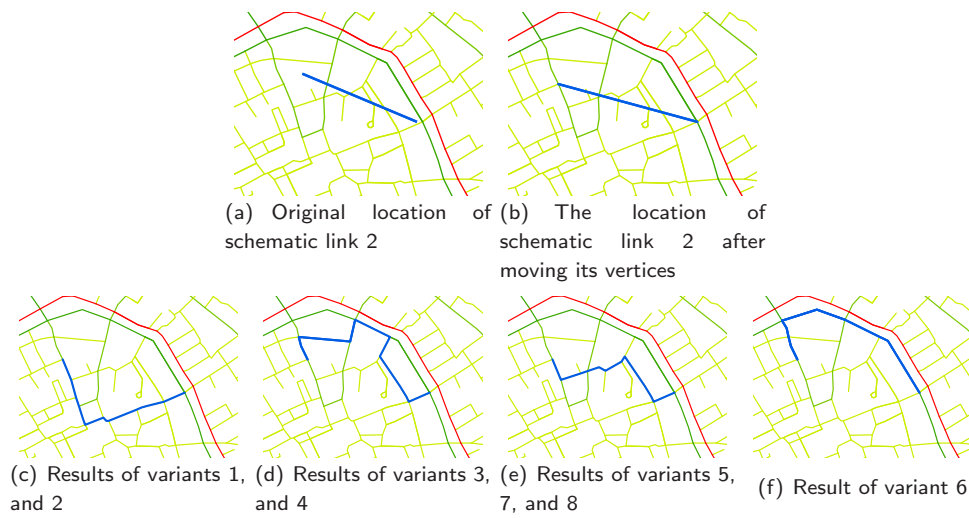 (a) Original location of
schematic link 2
(b) The location of
schematic link 2 after
moving its vertices
(c) Results of variants 1,
and 2
(d) Results of variants 3,
and 4
(e) Results of variants 5,
7, and 8
(f) Result of variant 6